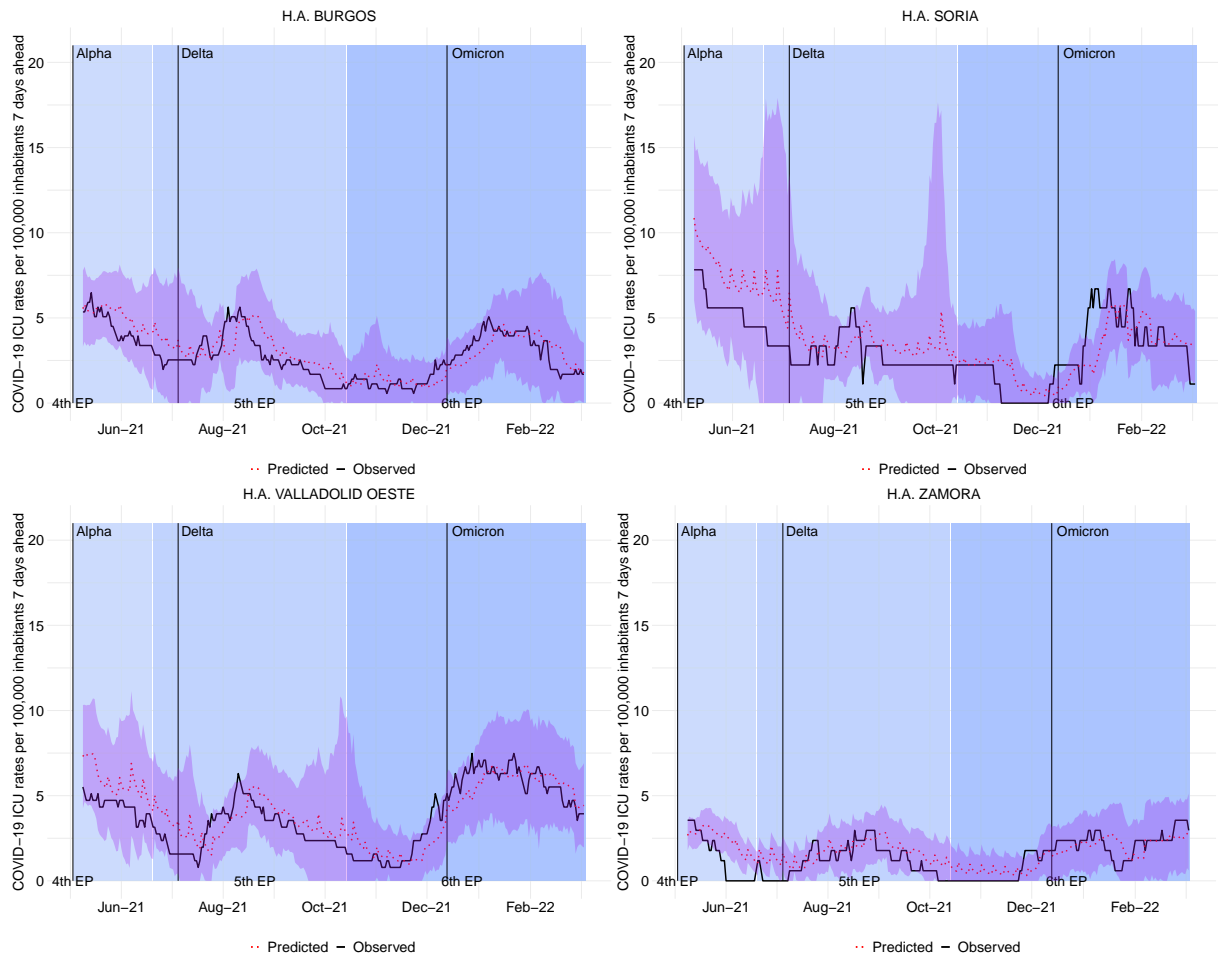 H.A. BURGOS
COVID−19 ICU rates per 100,000 inhabitants 7 days ahead
20
15
10
5
0
Alpha
Delta
Omicron
4th EP
5th EP
6th EP
Jun−21
Aug−21
Oct−21
Dec−21
Feb−22
Predicted
Observed
H.A. SORIA
COVID−19 ICU rates per 100,000 inhabitants 7 days ahead
20
15
10
5
0
Alpha
Delta
Omicron
4th EP
5th EP
6th EP
Jun−21
Aug−21
Oct−21
Dec−21
Feb−22
Predicted
Observed
H.A. VALLADOLID OESTE
COVID−19 ICU rates per 100,000 inhabitants 7 days ahead
20
15
10
5
0
Alpha
Delta
Omicron
4th EP
5th EP
6th EP
Jun−21
Aug−21
Oct−21
Dec−21
Feb−22
Predicted
Observed
H.A. ZAMORA
COVID−19 ICU rates per 100,000 inhabitants 7 days ahead
20
15
10
5
0
Alpha
Delta
Omicron
4th EP
5th EP
6th EP
Jun−21
Aug−21
Oct−21
Dec−21
Feb−22
Predicted
Observed